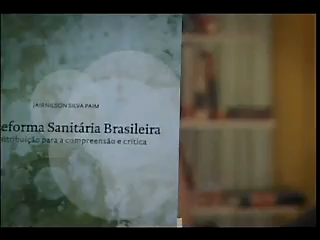 JAIRNILSON SILVA PAIM
eforma Sanitária Brasileira
ntribuição para a compreensão e crítica